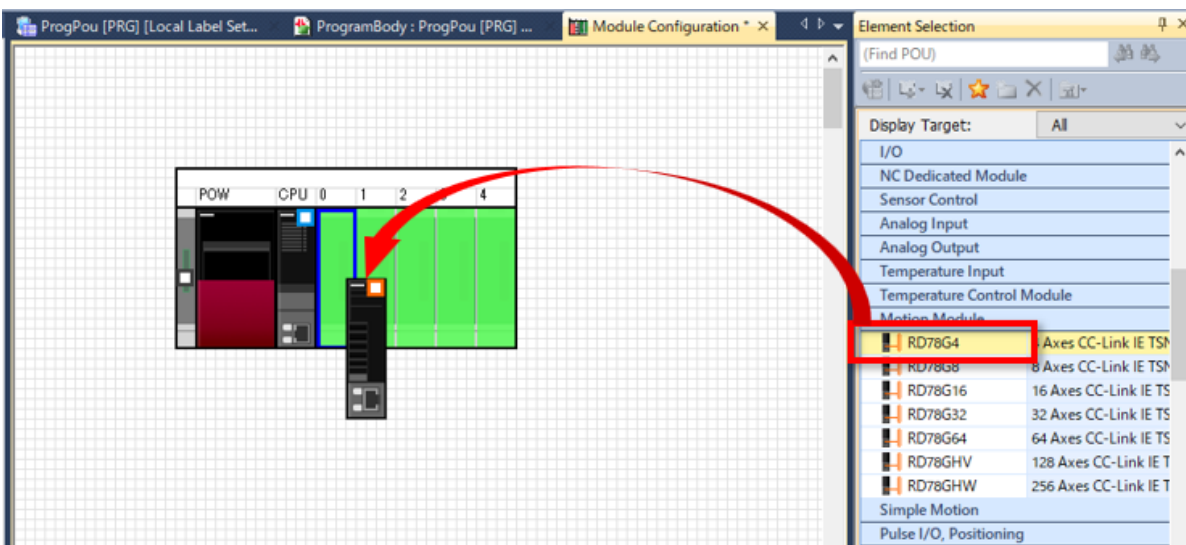 ProgPou [PRG] [Local Label Set...
ProgramBody : ProgPou [PRG] ...
Module Configuration *
Element Selection
(Find POU)
Display Target: All
I/O
NC Dedicated Module
Sensor Control
Analog Input
Analog Output
Temperature Input
Temperature Control Module
Motion Module
RD78G4 Axes CC-Link IE TSN
RD78G8 8 Axes CC-Link IE TSN
RD78G16 16 Axes CC-Link IE TS
RD78G32 32 Axes CC-Link IE TS
RD78G64 64 Axes CC-Link IE TS
RD78GHV 128 Axes CC-Link IE T
RD78GHW 256 Axes CC-Link IE T
Simple Motion
Pulse I/O, Positioning
POW CPU 0 1 2 4